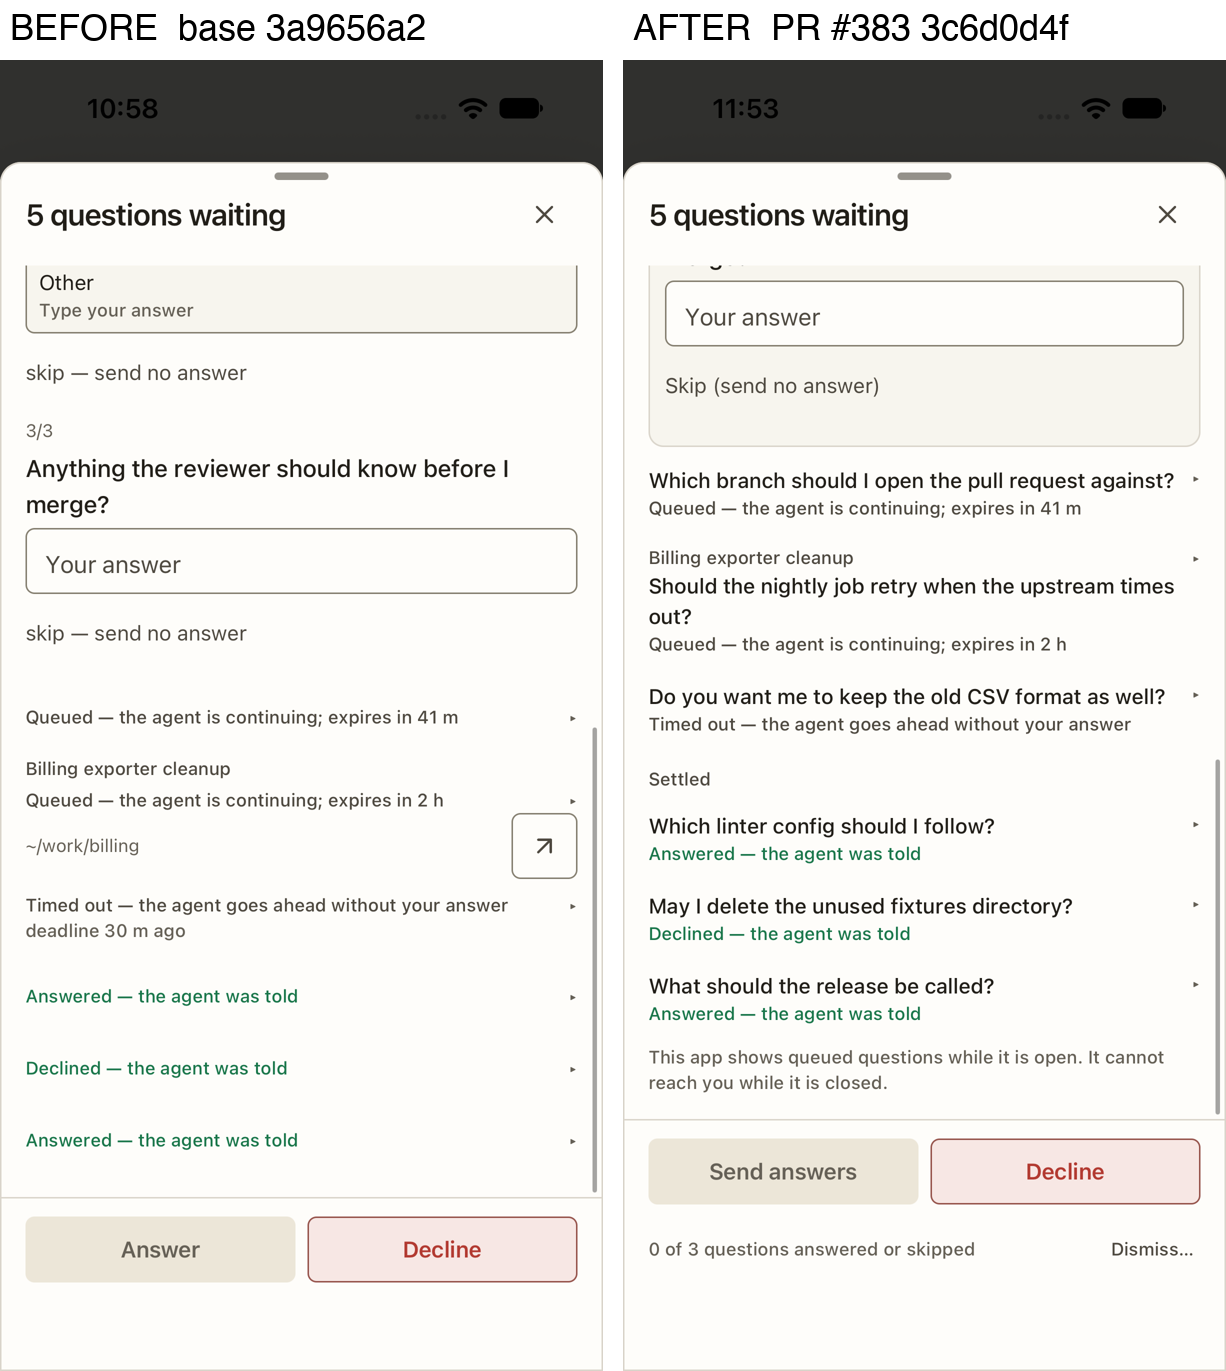 BEFORE base 3a9656a2
10:58
5 questions waiting
Other
Type your answer
skip — send no answer
3/3
Anything the reviewer should know before I
merge?
Your answer
skip — send no answer
Queued — the agent is continuing; expires in 41 m
Billing exporter cleanup
Queued — the agent is continuing; expires in 2 h
~/work/billing
Timed out — the agent goes ahead without your answer
deadline 30 m ago
Answered — the agent was told
Declined — the agent was told
Answered — the agent was told
Answer
Decline
AFTER PR #383 3c6d0d4f
11:53
5 questions waiting
Your answer
Skip (send no answer)
Which branch should I open the pull request against?
Queued — the agent is continuing; expires in 41 m
Billing exporter cleanup
Should the nightly job retry when the upstream times
out?
Queued — the agent is continuing; expires in 2 h
Do you want me to keep the old CSV format as well?
Timed out — the agent goes ahead without your answer
Settled
Which linter config should I follow?
Answered — the agent was told
May I delete the unused fixtures directory?
Declined — the agent was told
What should the release be called?
Answered — the agent was told
This app shows queued questions while it is open. It cannot
reach you while it is closed.
Send answers
Decline
0 of 3 questions answered or skipped
Dismiss...